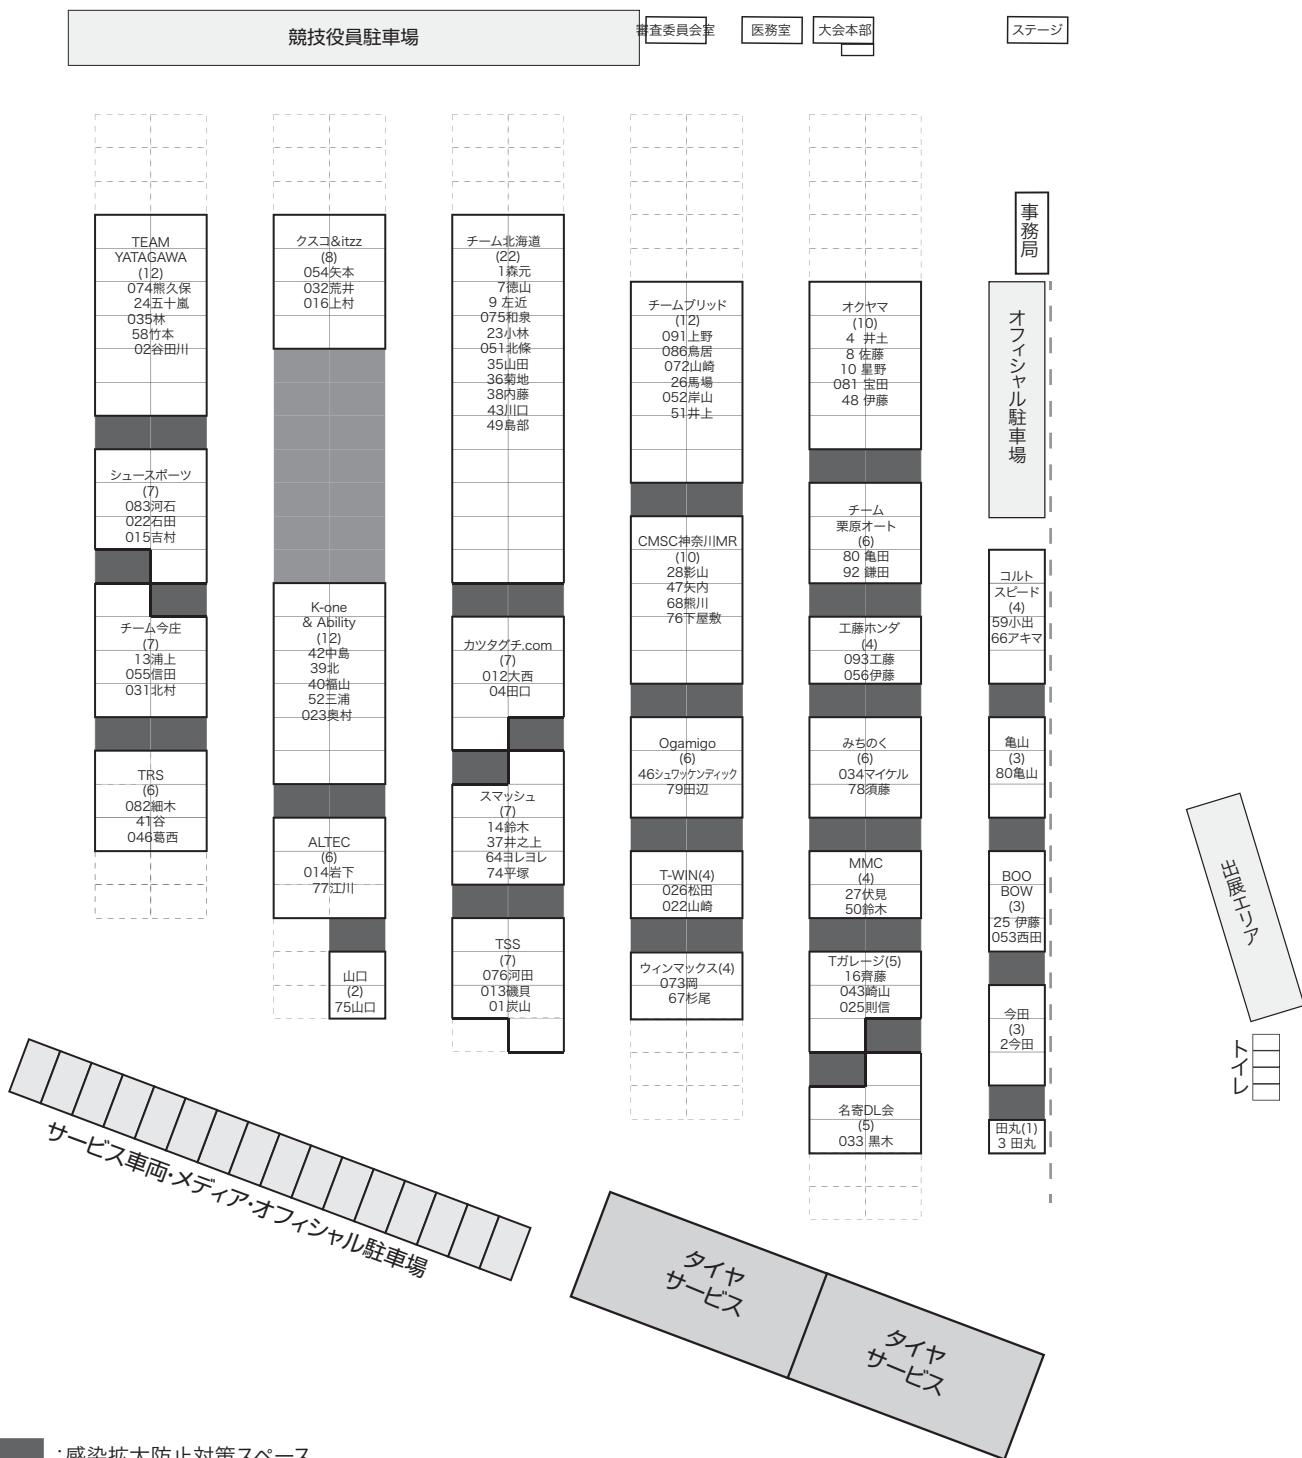 競技役員駐車場
審査委員会室
医務室
大会本部
ステージ
TEAM
YATAGAWA
(12)
074熊久保
24五十嵐
035林
58竹本
02谷田川
シュースポーツ
(7)
083河石
022石田
015吉村
チーム今庄
(7)
13浦上
055信田
031北村
TRS
(6)
082細木
41谷
046葛西
クスコ&itzz
(8)
054矢本
032荒井
016上村
K-one
& Ability
(12)
42中島
39北
40福山
52三浦
023奥村
ALTEC
(6)
014岩下
77江川
山口
(2)
75山口
チーム北海道
(22)
1森元
7徳山
9 左近
075和泉
23小林
051北條
35山田
36菊地
38内藤
43川口
49島部
カツタグチ.com
(7)
012大西
04田口
スマッシュ
(7)
14鈴木
37井之上
64ヨレヨレ
74平塚
TSS
(7)
076河田
013磯貝
01炭山
チームブリッド
(12)
091上野
086鳥居
072山崎
26馬場
052岸山
51井上
CMSC神奈川MR
(10)
28影山
47矢内
68熊川
76下屋敷
Ogamigo
(6)
46シュワッケンディック
79田辺
T-WIN(4)
026松田
022山崎
ウィンマックス(4)
073岡
67杉尾
オクヤマ
(10)
4 井土
8 佐藤
10 星野
081 宝田
48 伊藤
チーム
栗原オート
(6)
80 亀田
92 鎌田
工藤ホンダ
(4)
093工藤
056伊藤
みちのく
(6)
034マイケル
78須藤
MMC
(4)
27伏見
50鈴木
Tガレージ(5)
16齊藤
043崎山
025則信
名寄DL会
(5)
033 黒木
事務局
オフィシャル駐車場
コルト
スピード
(4)
59小出
66アキマ
亀山
(3)
80亀山
BOO
BOW
(3)
25 伊藤
053西田
今田
(3)
2今田
田丸(1)
3 田丸
出展エリア
トイレ
サービス車両・メディア・オフィシャル駐車場
タイヤ
サービス
タイヤ
サービス
：感染拡大防止対策スペース